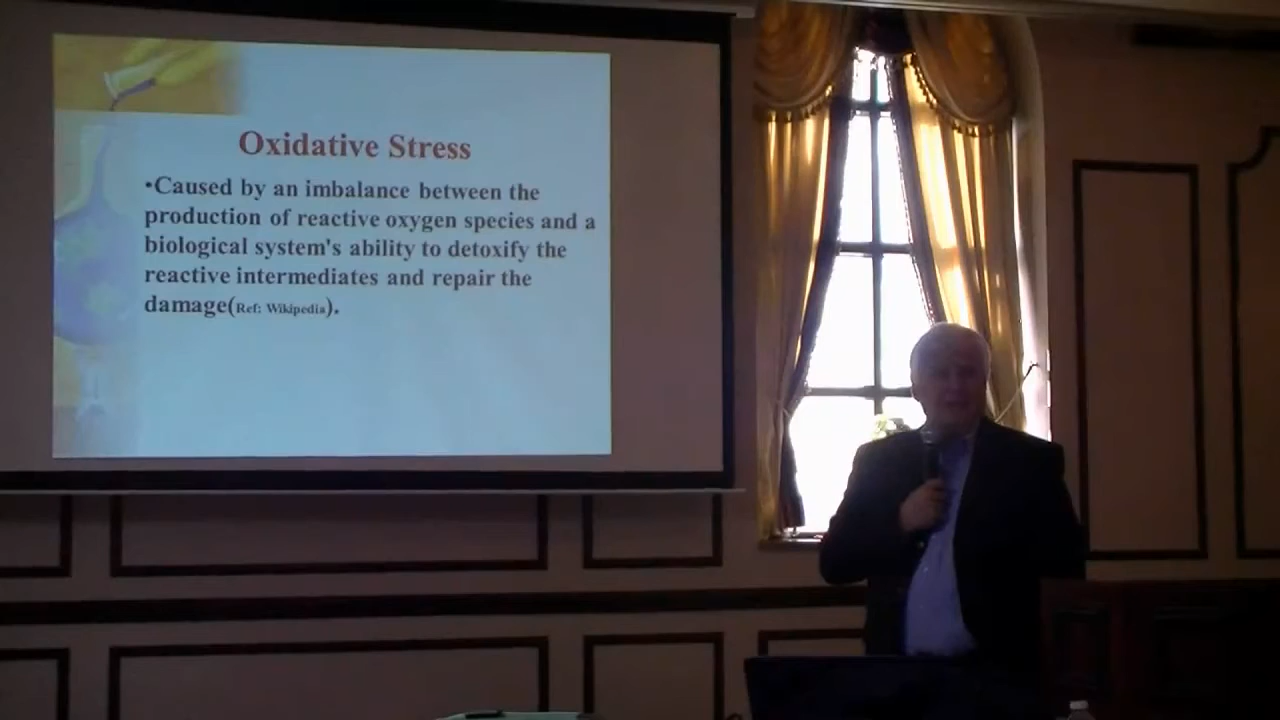 Oxidative Stress
•Caused by an imbalance between the
production of reactive oxygen species and a
biological system's ability to detoxify the
reactive intermediates and repair the
damage(Ref: Wikipedia).